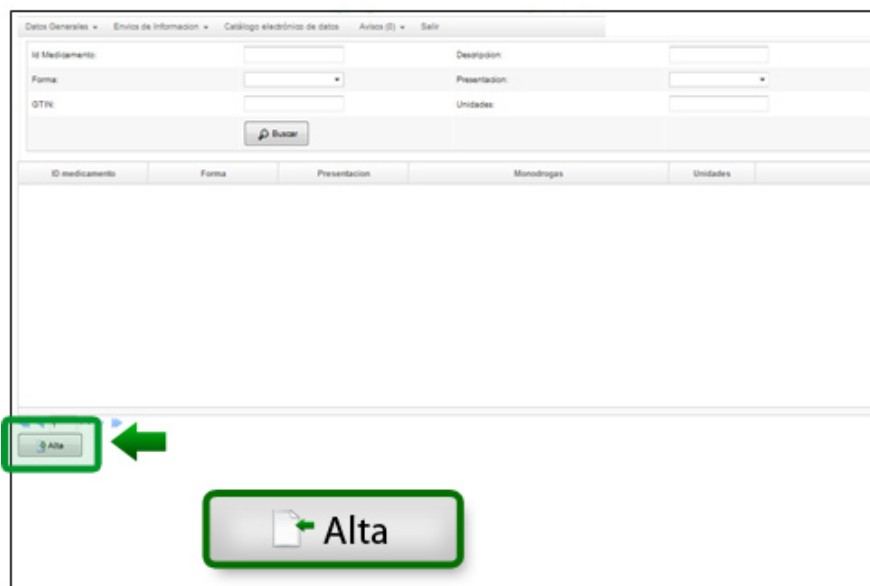 Datos Generales Envios de Informacion Catálogo electrónico de datos Avisos (0) Salir
Id Medicamento: Descripcion:
Forma: Presentacion:
GTIN: Unidades:
Buscar
ID medicamento Forma Presentacion Monodrogas Unidades
Alta
Alta